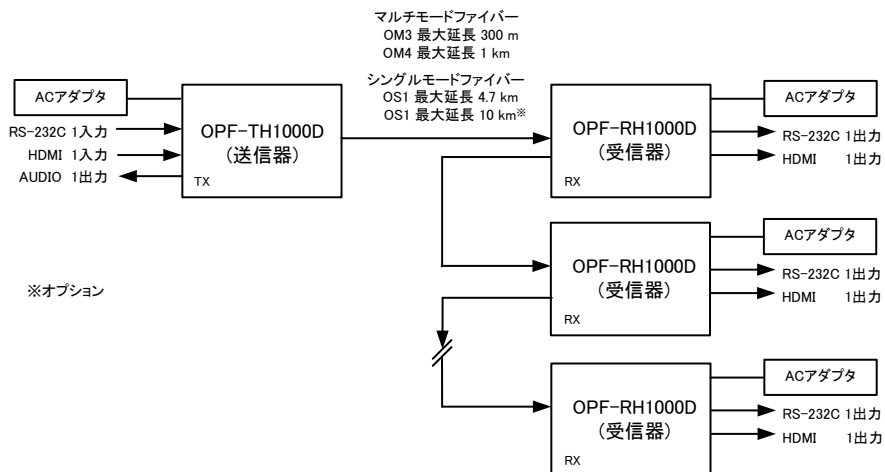 マルチモードファイバー
OM3 最大延長 300 m
OM4 最大延長 1 km
シングルモードファイバー
OS1 最大延長 4.7 km
OS1 最大延長 10 km※
ACアダプタ
RS-232C 1入力
HDMI 1入力
AUDIO 1出力
OPF-TH1000D
(送信器)
TX
OPF-RH1000D
(受信器)
RX
ACアダプタ
RS-232C 1出力
HDMI 1出力
OPF-RH1000D
(受信器)
RX
ACアダプタ
RS-232C 1出力
HDMI 1出力
※オプション
OPF-RH1000D
(受信器)
RX
ACアダプタ
RS-232C 1出力
HDMI 1出力